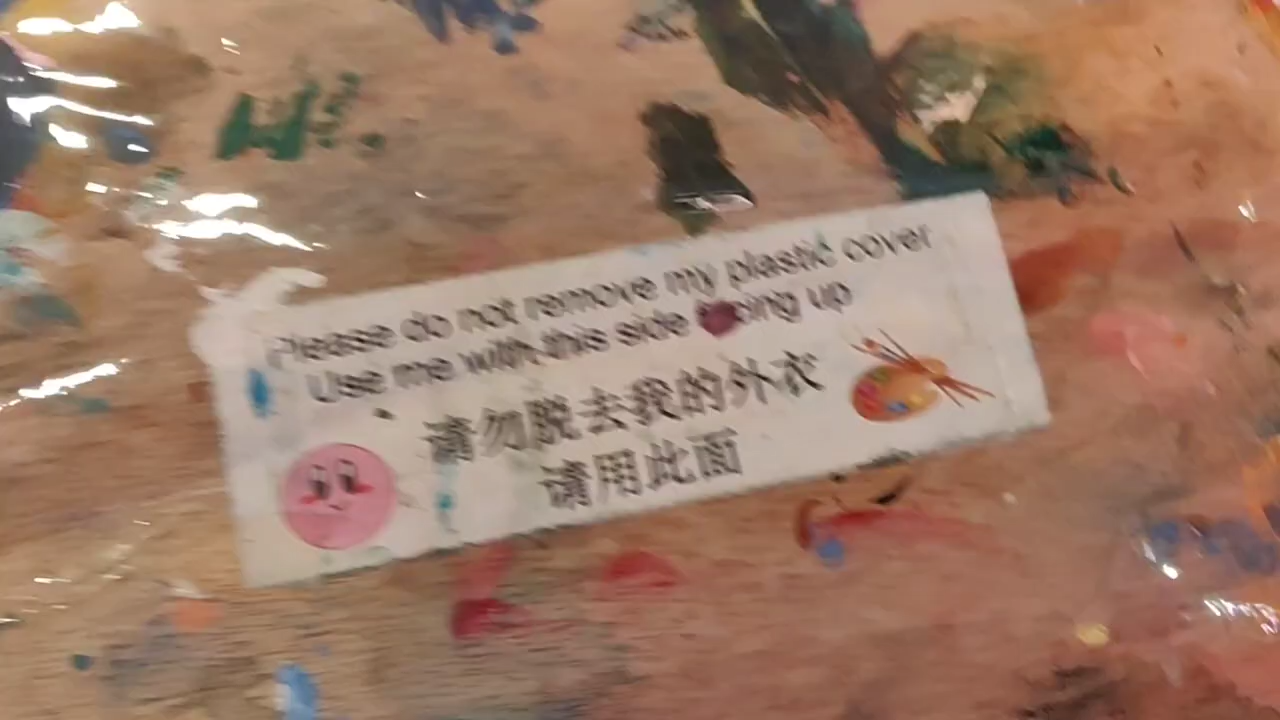 Please do not remove my plastic cover
Use me with this side facing up
请勿脱去我的外衣
请用此面